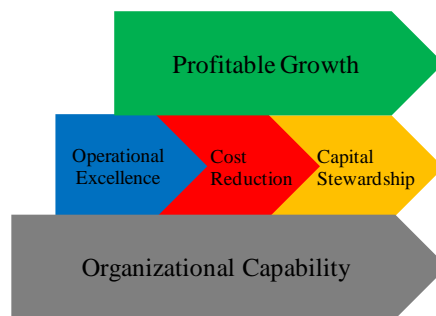 Profitable Growth
Operational
Excellence
Cost
Reduction
Capital
Stewardship
Organizational Capability